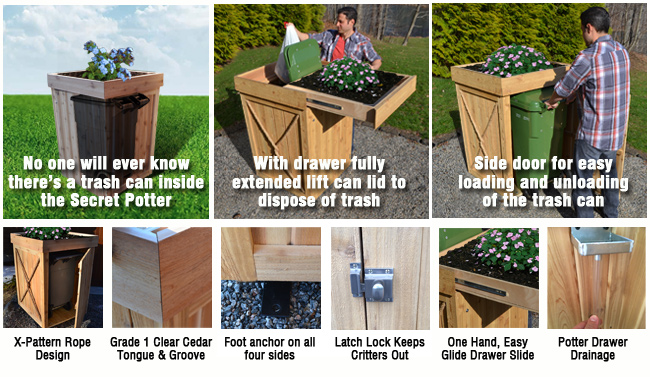 No one will ever know
there's a trash can inside
the Secret Potter
With drawer fully
extended lift can lid to
dispose of trash
Side door for easy
loading and unloading
of the trash can
X-Pattern Rope
Design
Grade 1 Clear Cedar
Tongue & Groove
Foot anchor on all
four sides
Latch Lock Keeps
Critters Out
One Hand, Easy
Glide Drawer Slide
Potter Drawer
Drainage